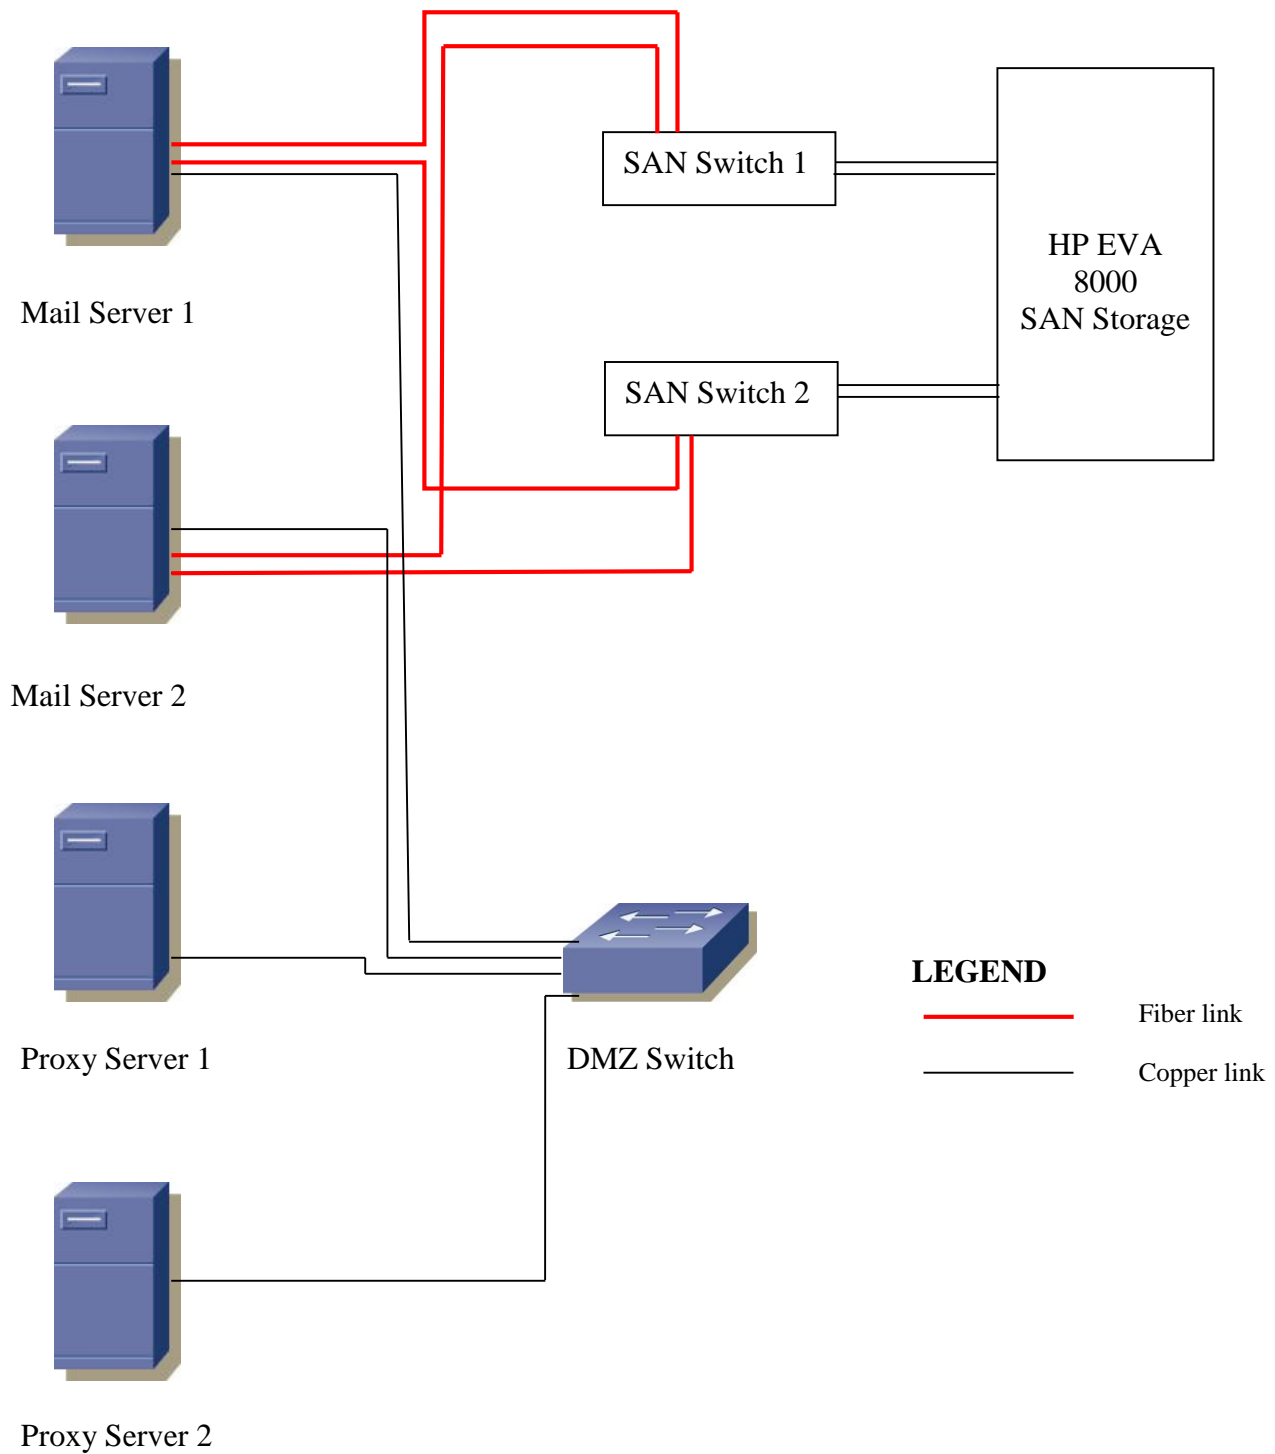 SAN Switch 1
HP EVA
8000
SAN Storage
Mail Server 1
SAN Switch 2
Mail Server 2
LEGEND
Fiber link
Proxy Server 1
DMZ Switch
Copper link
Proxy Server 2